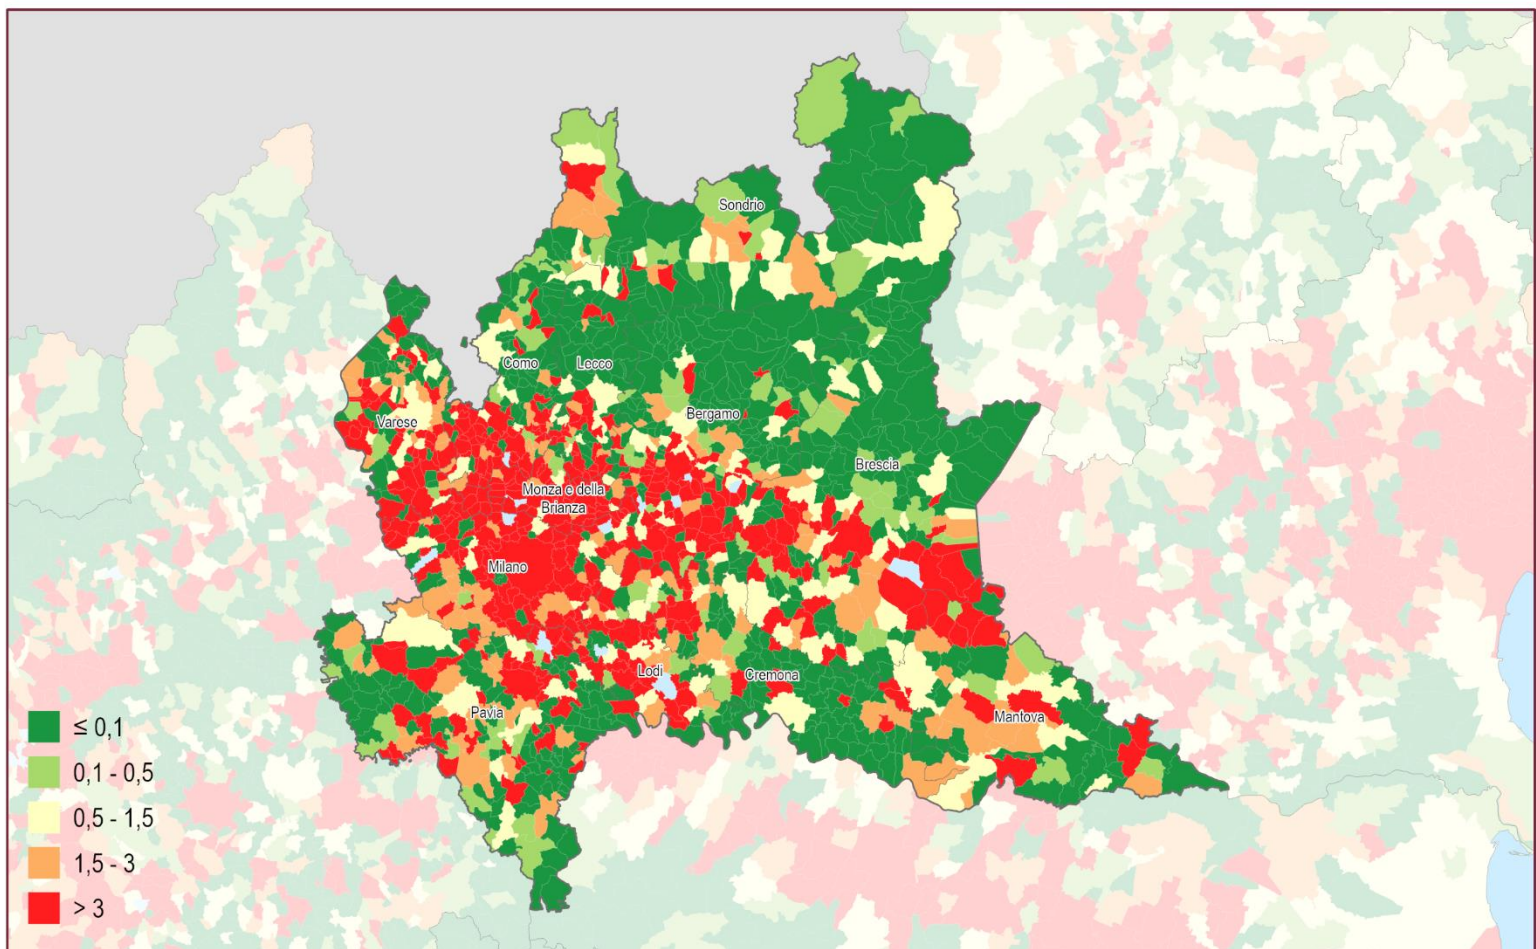 Sondrio
Como
Lecco
Varese
Bergamo
Brescia
Monza e della
Brianza
Milano
Lodi
Cremona
Pavia
Mantova
≤ 0,1
0,1 - 0,5
0,5 - 1,5
1,5 - 3
> 3